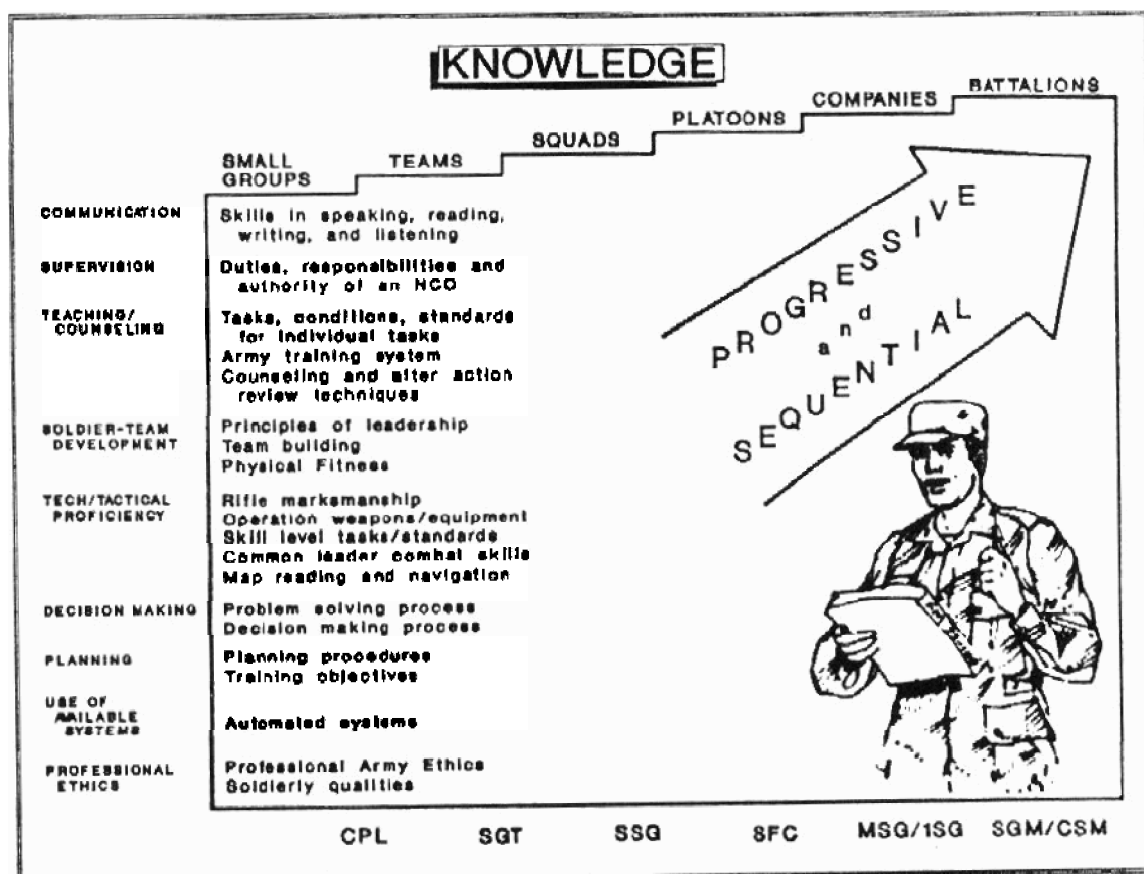 KNOWLEDGE
BATTALIONS
COMPANIES
PLATOONS
SQUADS
TEAMS
SMALL
GROUPS
COMMUNICATION
Skills in speaking, reading,
writing, and listening
SUPERVISION
Duties, responsibilities and
authority of an NCO
TEACHING/
COUNSELING
Tasks, conditions, standards
for individual tasks
Army training system
Counseling and after action
review techniques
SOLDIER-TEAM
DEVELOPMENT
Principles of leadership
Team building
Physical Fitness
TECH/TACTICAL
PROFICIENCY
Rifle marksmanship
Operation weapons/equipment
Skill level tasks/standards
Common leader combat skills
Map reading and navigation
DECISION MAKING
Problem solving process
Decision making process
PLANNING
Planning procedures
Training objectives
USE OF
AVAILABLE
SYSTEMS
Automated systems
PROFESSIONAL
ETHICS
Professional Army Ethics
Soldierly qualities
PROGRESSIVE
and
SEQUENTIAL
CPL SGT SSG SFC MSG/1SG SGM/CSM